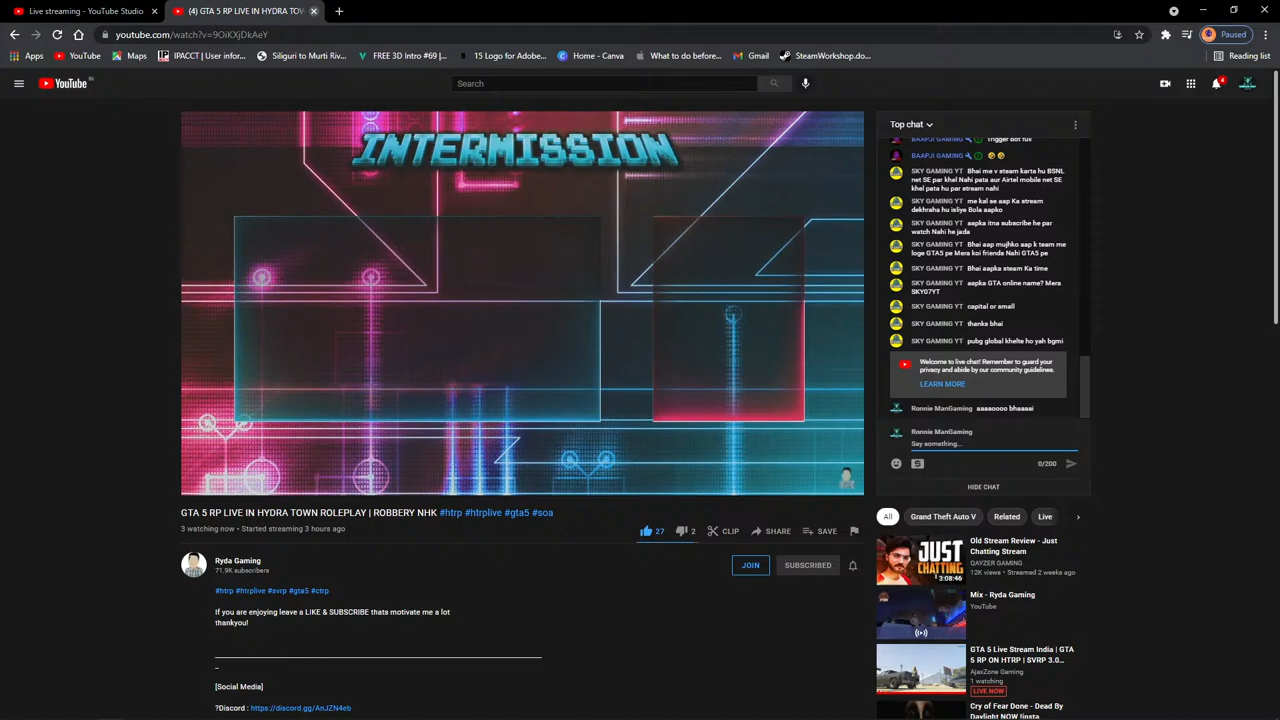 Live streaming - YouTube Studio
(4) GTA 5 RP LIVE IN HYDRA TOW
youtube.com/watch?v=9OiKXjDkAeY
Paused
Apps
YouTube
Maps
IPACCT | User infor...
Siliguri to Murti Riv...
FREE 3D Intro #69 |...
15 Logo In Adobe...
Home - Canva
What to do before...
Gmail
SteamWorkshop.do...
Reading list
YouTube IN
Search
4
INTERMISSION
Top chat
BAAPJI GAMING Trigger bot full
BAAPJI GAMING
SKY GAMING YT Bhai me v steam karta hu BSNL
net SE par khel Nahi pata aur Airtel mobile net SE
khel pata hu par stream nahi
SKY GAMING YT me kal se aap Ka stream
dekhraha hu isliye Bola aapko
SKY GAMING YT aapka itna subscribe he par
watch Nahi he jada
SKY GAMING YT Bhai aap mujhko aap k team me
loge GTA5 pe Mera koi friends Nahi GTA5 pe
SKY GAMING YT Bhai aapka steam Ka time
SKY GAMING YT aapka GTA online name? Mera
SKY07YT
SKY GAMING YT capital or small
SKY GAMING YT thanks bhai
SKY GAMING YT pubg global khelte ho yah bgmi
Welcome to live chat! Remember to guard your
privacy and abide by our community guidelines.
LEARN MORE
Ronnie ManGaming aaaaoooo bhaaaai
Ronnie ManGaming
Say something...
0/200
HIDE CHAT
GTA 5 RP LIVE IN HYDRA TOWN ROLEPLAY | ROBBERY NHK #htrp #htrplive #gta5 #soa
3 watching now • Started streaming 3 hours ago
27
2
CLIP
SHARE
SAVE
Ryda Gaming
71.9K subscribers
JOIN
SUBSCRIBED
#htrp #htrplive #svrp #gta5 #ctrp
If you are enjoying leave a LIKE & SUBSCRIBE thats motivate me a lot
thankyou!
[Social Media]
?Discord : https://discord.gg/AnJZN4eb
All
Grand Theft Auto V
Related
Live
JUST
CHATTING
3:08:46
Old Stream Review - Just
Chatting Stream
QAYZER GAMING
12K views • Streamed 2 weeks ago
Mix - Ryda Gaming
YouTube
GTA 5 Live Stream India | GTA
5 RP ON HTRP | SVRP 3.0...
AjaxZone Gaming
1 watching
LIVE NOW
Cry of Fear Done - Dead By
Daylight NOW !insta